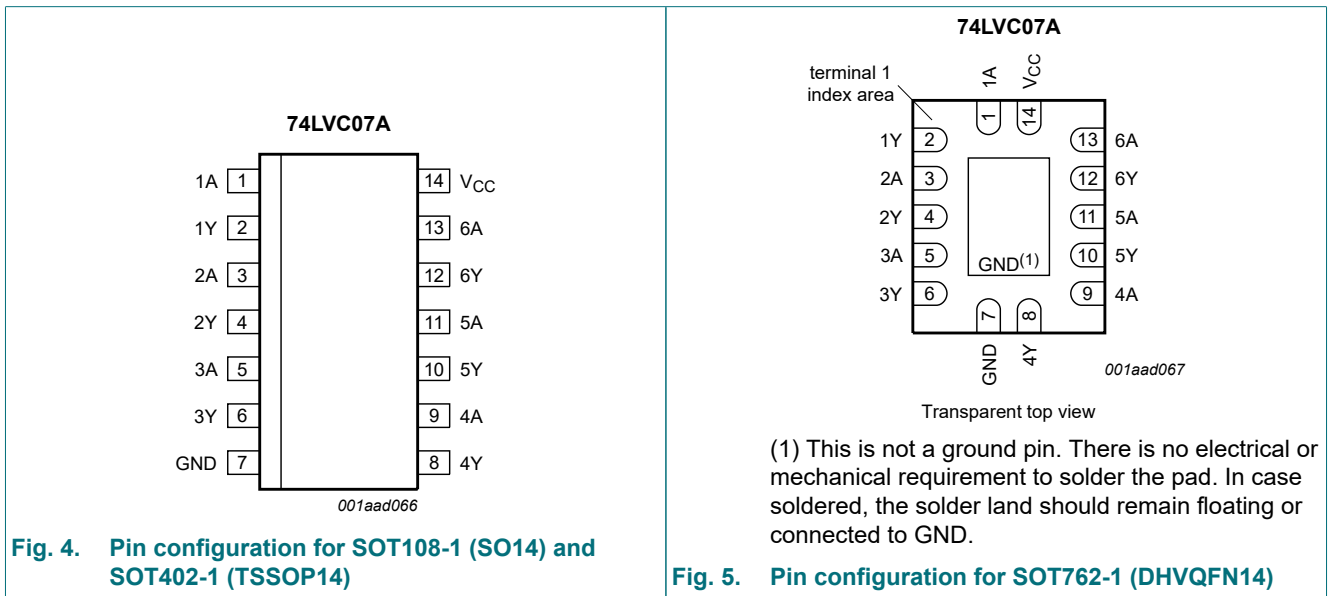 74LVC07A
1A 1
14 VCC
1Y 2
13 6A
2A 3
12 6Y
2Y 4
11 5A
3A 5
10 5Y
3Y 6
9 4A
GND 7
8 4Y
001aad066
Fig. 4. Pin configuration for SOT108-1 (SO14) and
SOT402-1 (TSSOP14)
74LVC07A
terminal 1
index area
1A
VCC
1
14
1Y 2
13 6A
2A 3
12 6Y
2Y 4
11 5A
3A 5
10 5Y
GND(1)
3Y 6
9 4A
7
8
GND
4Y
001aad067
Transparent top view
(1) This is not a ground pin. There is no electrical or
mechanical requirement to solder the pad. In case
soldered, the solder land should remain floating or
connected to GND.
Fig. 5. Pin configuration for SOT762-1 (DHVQFN14)